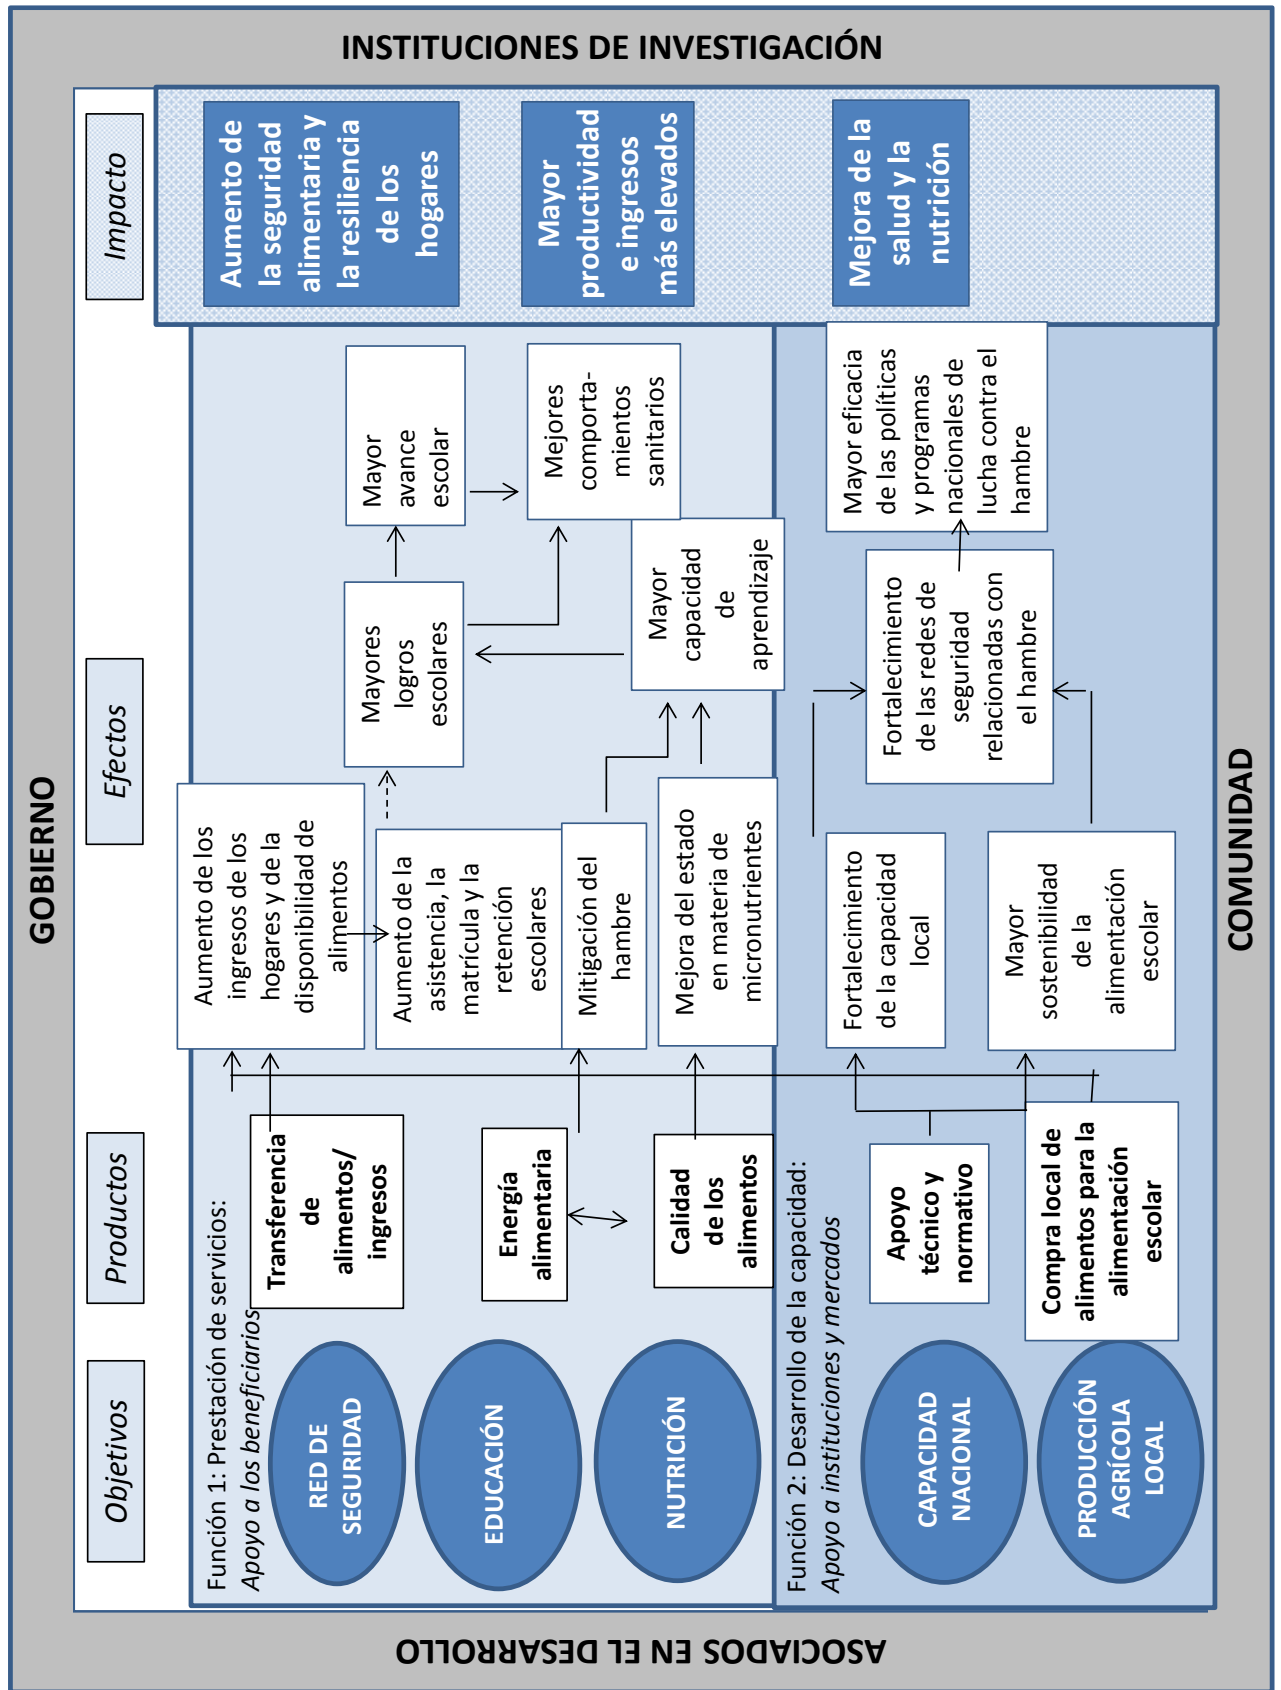 INSTITUCIONES DE INVESTIGACIÓN
GOBIERNO
Objetivos
Productos
Efectos
Impacto
Función 1: Prestación de servicios:
Apoyo a los beneficiarios
RED DE
SEGURIDAD
EDUCACIÓN
NUTRICIÓN
Transferencia
de
alimentos/
ingresos
Energía
alimentaria
Calidad
de los
alimentos
Aumento de los
ingresos de los
hogares y de la
disponibilidad de
alimentos
Aumento de la
asistencia, la
matrícula y la
retención
escolares
Mitigación del
hambre
Mejora del estado
en materia de
micronutrientes
Mayores
logros
escolares
Mayor
capacidad
de
aprendizaje
Mayor
avance
escolar
Mejores
comporta-
mientos
sanitarios
Aumento de
la seguridad
alimentaria y
la resiliencia
de los
hogares
Mayor
productividad
e ingresos
más elevados
Mejora de la
salud y la
nutrición
Función 2: Desarrollo de la capacidad:
Apoyo a instituciones y mercados
CAPACIDAD
NACIONAL
PRODUCCIÓN
AGRÍCOLA
LOCAL
Apoyo
técnico y
normativo
Compra local de
alimentos para la
alimentación
escolar
Fortalecimiento
de la capacidad
local
Mayor
sostenibilidad
de la
alimentación
escolar
Fortalecimiento
de las redes de
seguridad
relacionadas con
el hambre
Mayor eficacia
de las políticas
y programas
nacionales de
lucha contra el
hambre
COMUNIDAD
ASOCIADOS EN EL DESARROLLO